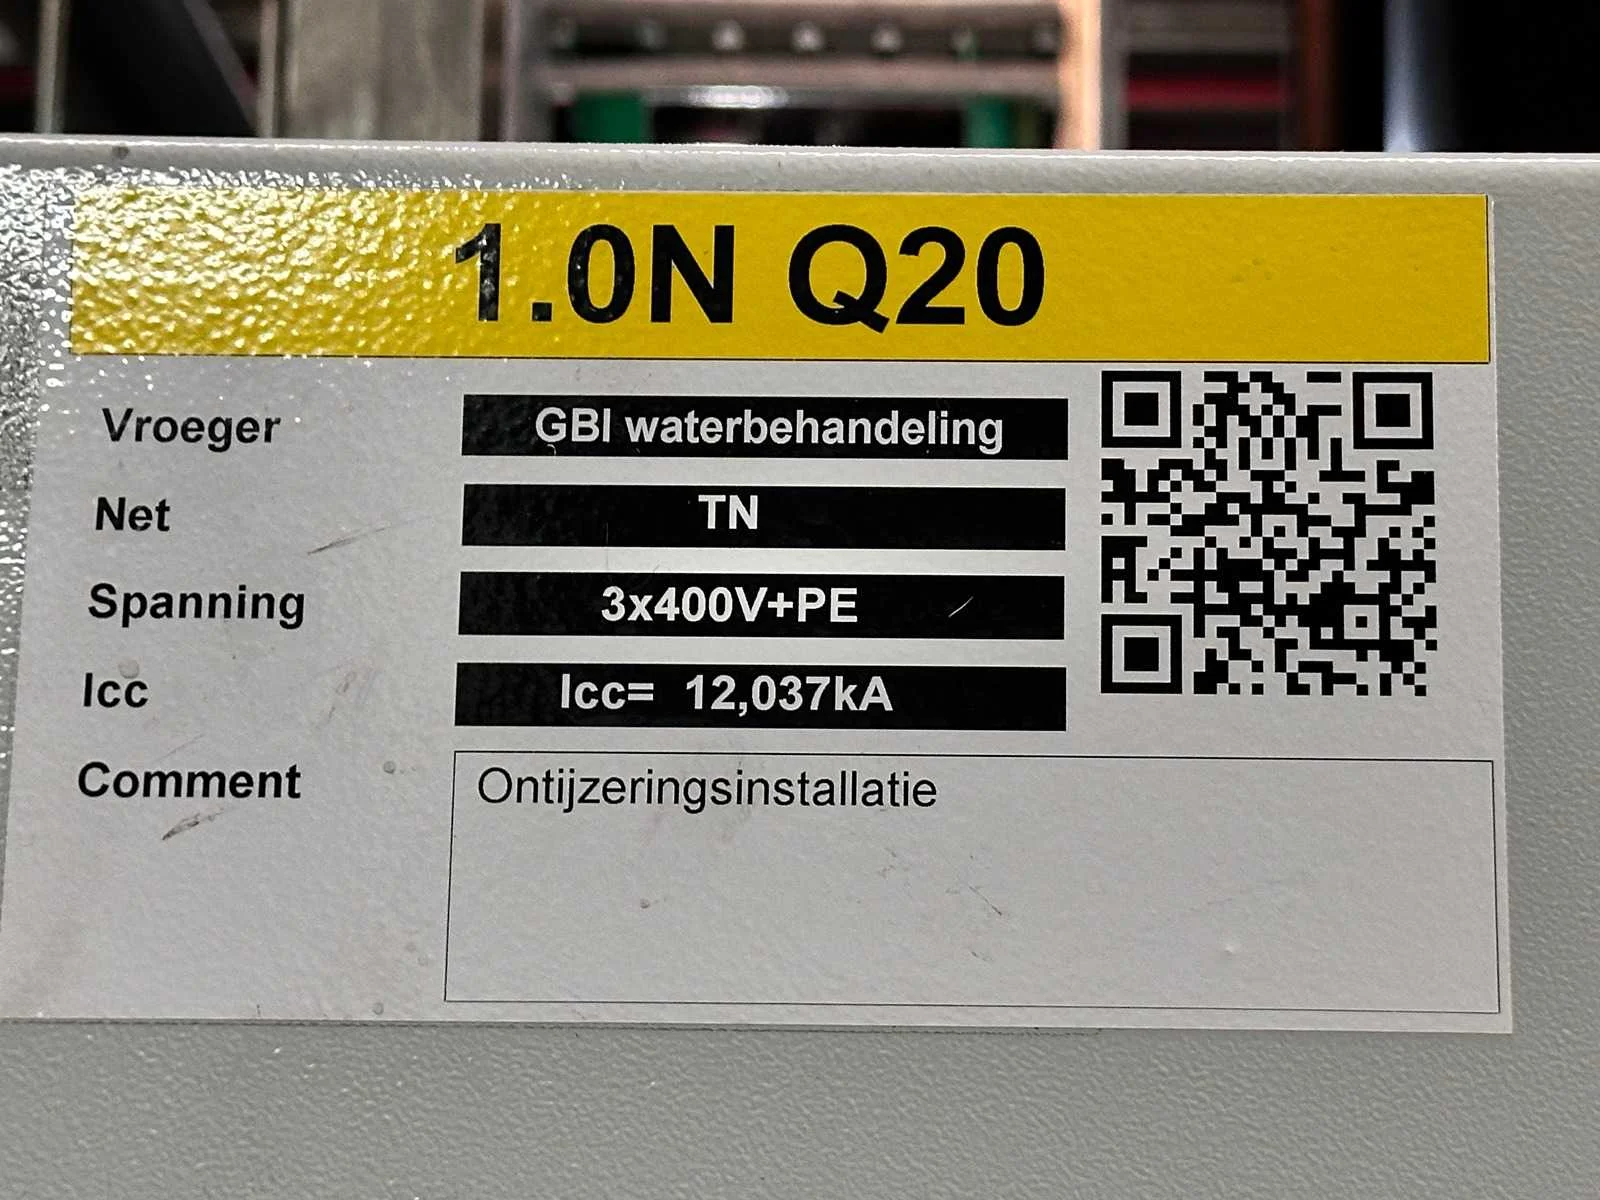 1.0N Q20
Vroeger GBI waterbehandeling
Net TN
Spanning 3x400V+PE
Icc Icc= 12,037kA
Comment Ontijzeringsinstallatie